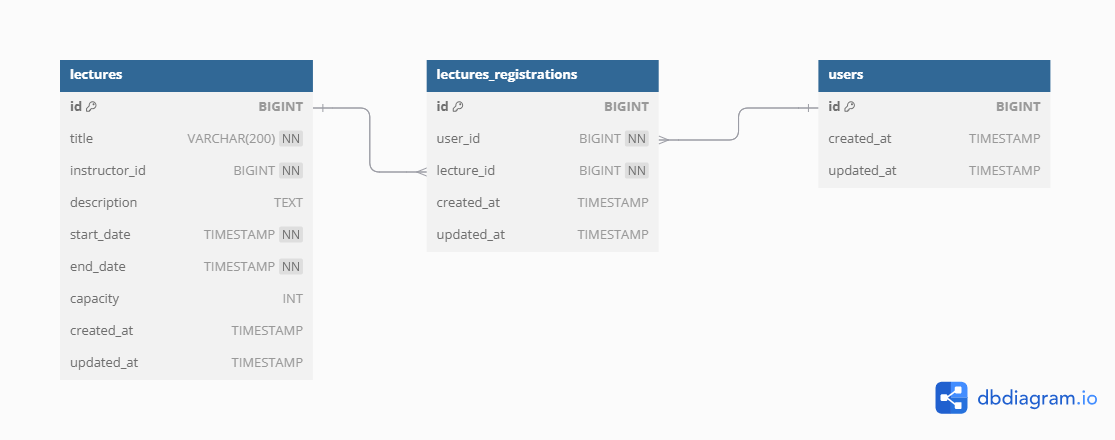 lectures
id BIGINT
title VARCHAR(200) NN
instructor_id BIGINT NN
description TEXT
start_date TIMESTAMP NN
end_date TIMESTAMP NN
capacity INT
created_at TIMESTAMP
updated_at TIMESTAMP
lectures_registrations
id BIGINT
user_id BIGINT NN
lecture_id BIGINT NN
created_at TIMESTAMP
updated_at TIMESTAMP
users
id BIGINT
created_at TIMESTAMP
updated_at TIMESTAMP
dbdiagram.io